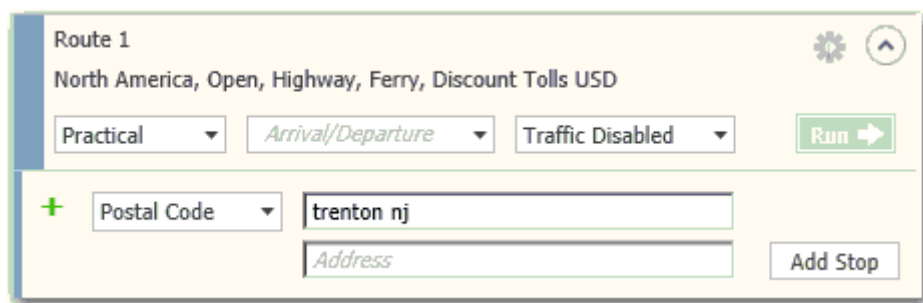 Route 1
North America, Open, Highway, Ferry, Discount Tolls USD
Practical Arrival/Departure Traffic Disabled Run
Postal Code trenton nj
Address Add Stop